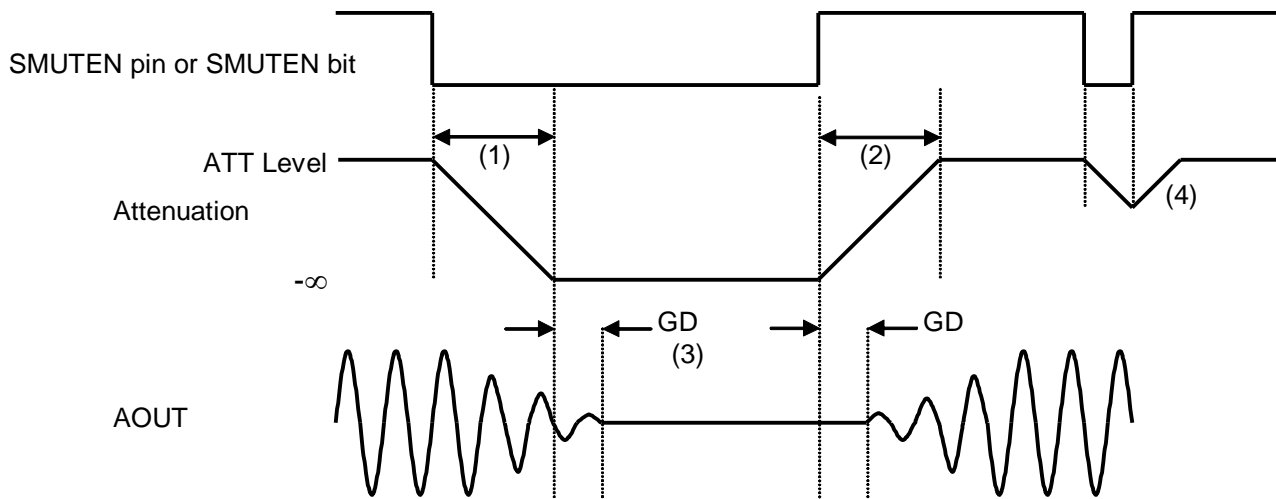 SMUTEN pin or SMUTEN bit
(1)
(2)
ATT Level
(4)
Attenuation
-∞
GD
GD
(3)
AOUT